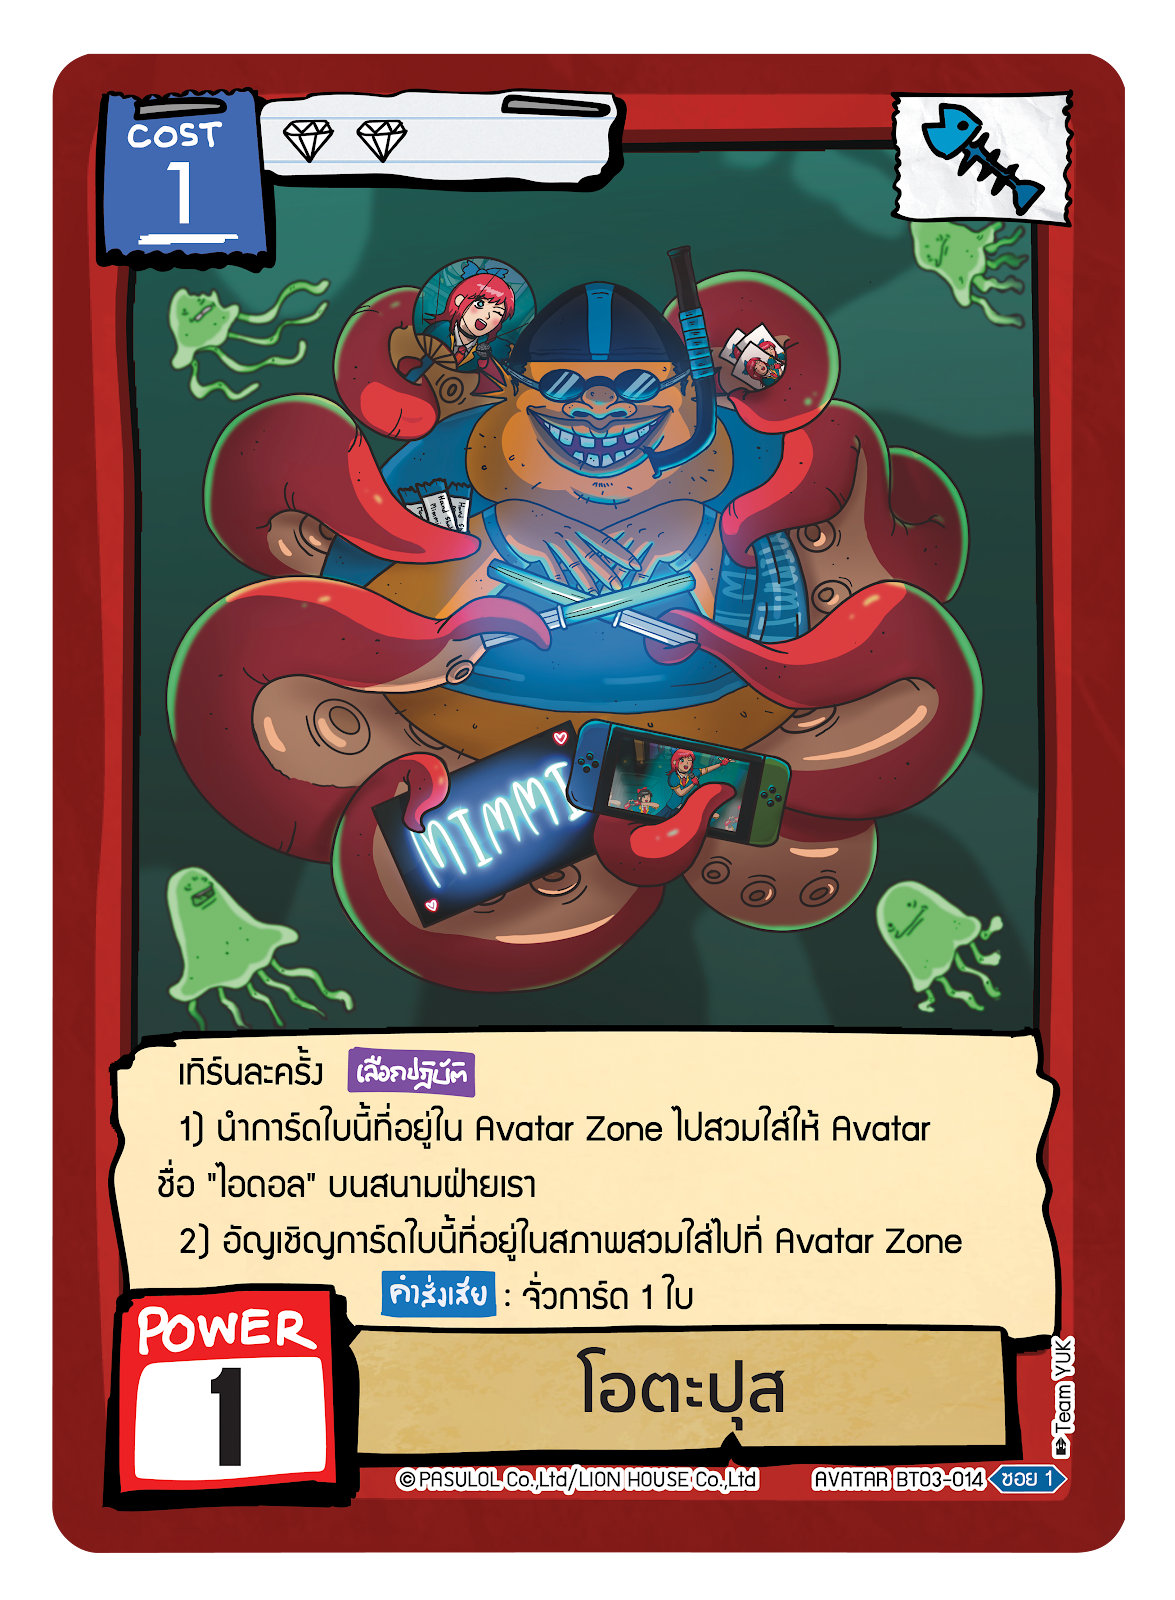 COST
1
MIMMI
เทิร์นละครั้ง เลือกปฏิบัติ
1) นำการ์ดใบนี้ที่อยู่ใน Avatar Zone ไปสวมใส่ให้ Avatar
ชื่อ "ไอดอล" บนสนามฝ่ายเรา
2) อัญเชิญการ์ดใบนี้ที่อยู่ในสภาพสวมใส่ไปที่ Avatar Zone
คำสั่งเสีย : จั่วการ์ด 1 ใบ
POWER
1
โอตะปุส
Team YUK
© PASULOL Co.,Ltd/LION HOUSE Co.,Ltd
AVATAR BT03-014 ซอย 1